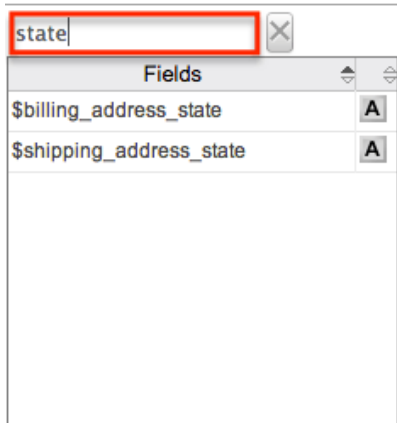 state
Fields
$billing_address_state A
$shipping_address_state A